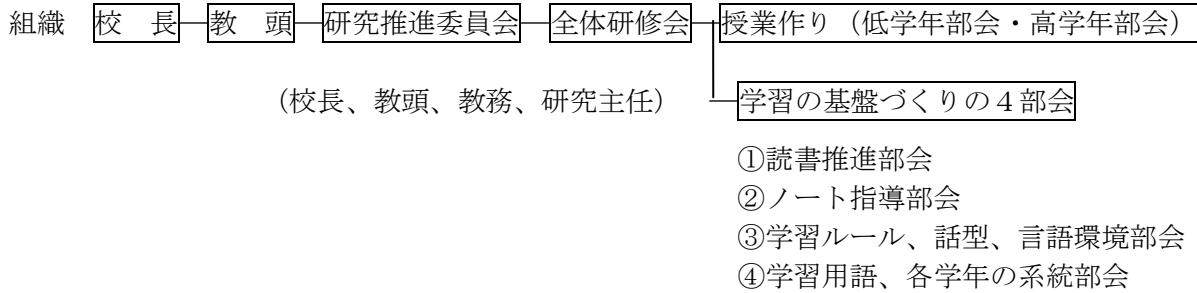 組織 校 長 教 頭 研究推進委員会 全体研修会 授業作り（低学年部会・高学年部会）
（校長、教頭、教務、研究主任） 学習の基盤づくりの４部会
①読書推進部会
②ノート指導部会
③学習ルール、話型、言語環境部会
④学習用語、各学年の系統部会